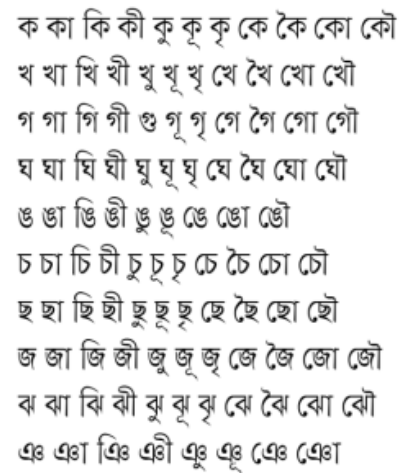 ক কা কি কী কু কূ কৃ কে কৈ কো কৌ
খ খা খি খী খু খূ খৃ খে খৈ খো খৌ
গ গা গি গী গু গূ গৃ গে গৈ গো গৌ
ঘ ঘা ঘি ঘী ঘু ঘূ ঘৃ ঘে ঘৈ ঘো ঘৌ
ঙ ঙা ঙি ঙী ঙু ঙূ ঙে ঙো ঙৌ
চ চা চি চী চু চূ চৃ চে চৈ চো চৌ
ছ ছা ছি ছী ছু ছূ ছৃ ছে ছৈ ছো ছৌ
জ জা জি জী জু জূ জৃ জে জৈ জো জৌ
ঝ ঝা ঝি ঝী ঝু ঝূ ঝৃ ঝে ঝৈ ঝো ঝৌ
ঞ ঞা ঞি ঞী ঞু ঞূ ঞে ঞো